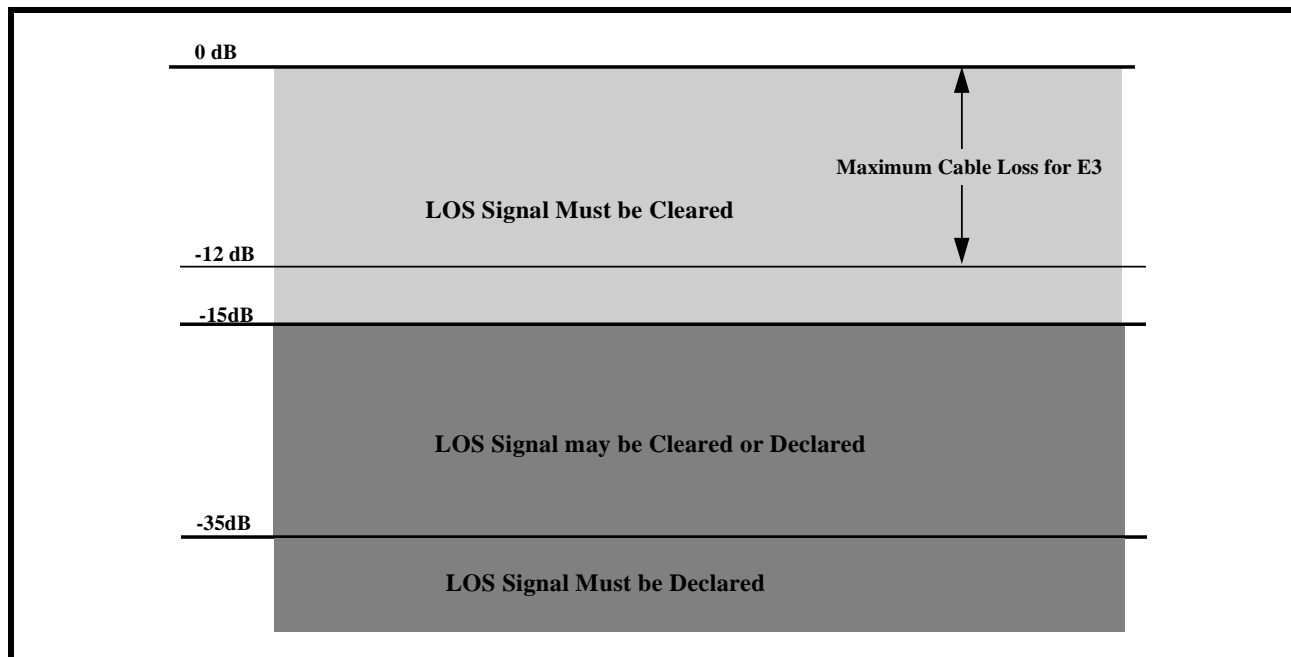 0 dB
Maximum Cable Loss for E3
LOS Signal Must be Cleared
-12 dB
-15dB
LOS Signal may be Cleared or Declared
-35dB
LOS Signal Must be Declared